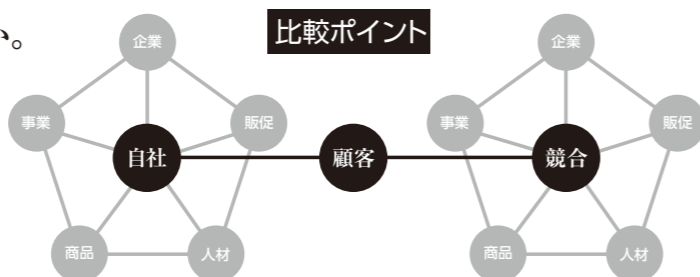 い。
比較ポイント
企業
事業
販促
自社
商品
人材
顧客
企業
事業
販促
競合
商品
人材